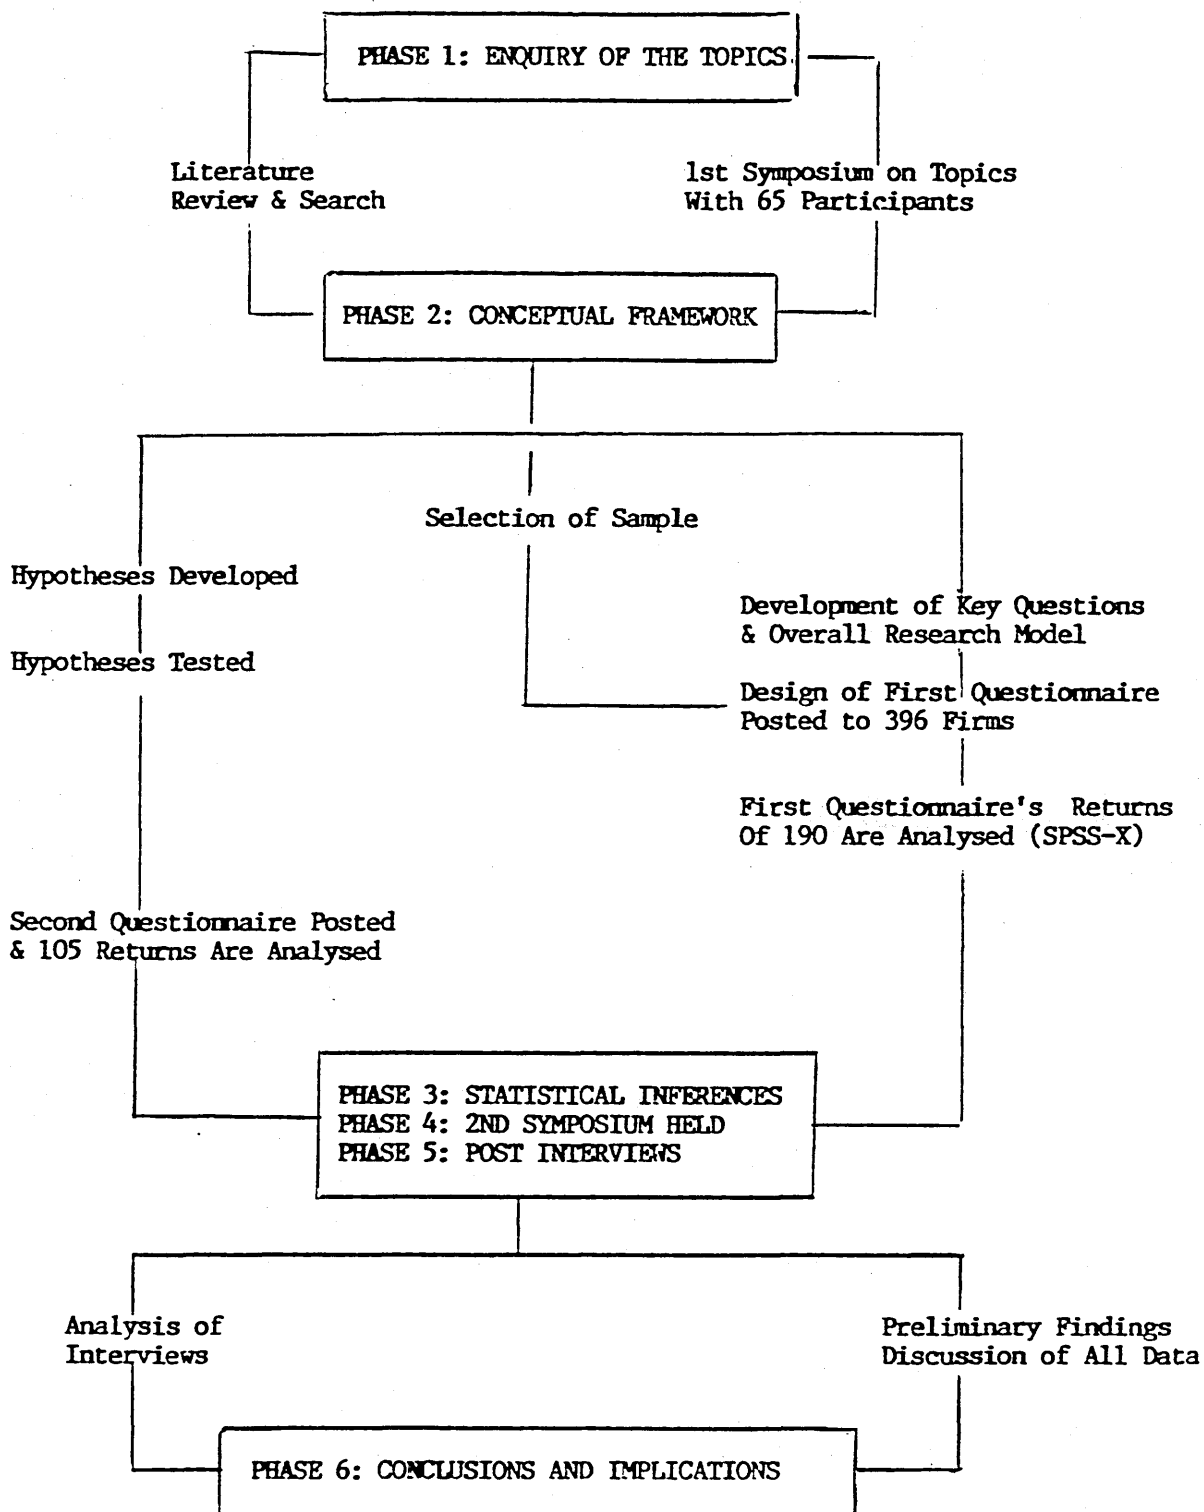 PHASE 1: ENQUIRY OF THE TOPICS
Literature
Review & Search
1st Symposium on Topics
With 65 Participants
PHASE 2: CONCEPTUAL FRAMEWORK
Selection of Sample
Hypotheses Developed
Hypotheses Tested
Development of Key Questions
& Overall Research Model
Design of First Questionnaire
Posted to 396 Firms
First Questionnaire's Returns
Of 190 Are Analysed (SPSS-X)
Second Questionnaire Posted
& 105 Returns Are Analysed
PHASE 3: STATISTICAL INFERENCES
PHASE 4: 2ND SYMPOSIUM HELD
PHASE 5: POST INTERVIEWS
Analysis of
Interviews
Preliminary Findings
Discussion of All Data
PHASE 6: CONCLUSIONS AND IMPLICATIONS